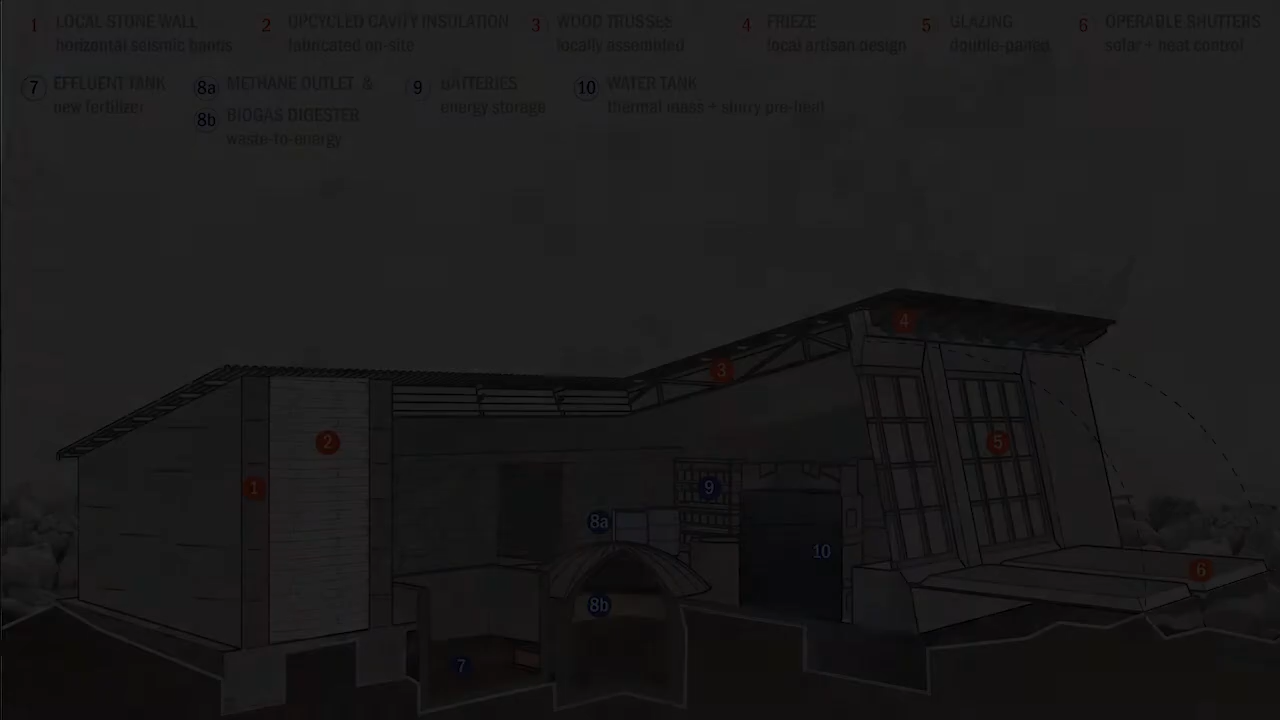 1 LOCAL STONE WALL
horizontal seismic bands
2 UPCYCLED CAVITY INSULATION
fabricated on-site
3 WOOD TRUSSES
locally assembled
4 FRIEZE
local artisan design
5 GLAZING
double-paned
6 OPERABLE SHUTTERS
solar + heat control
7 EFFLUENT TANK
new fertilizer
8a METHANE OUTLET &
8b BIOGAS DIGESTER
waste-to-energy
9 BATTERIES
energy storage
10 WATER TANK
thermal mass + slurry pre-heat
4
3
2
5
1
9
8a
10
6
8b
7